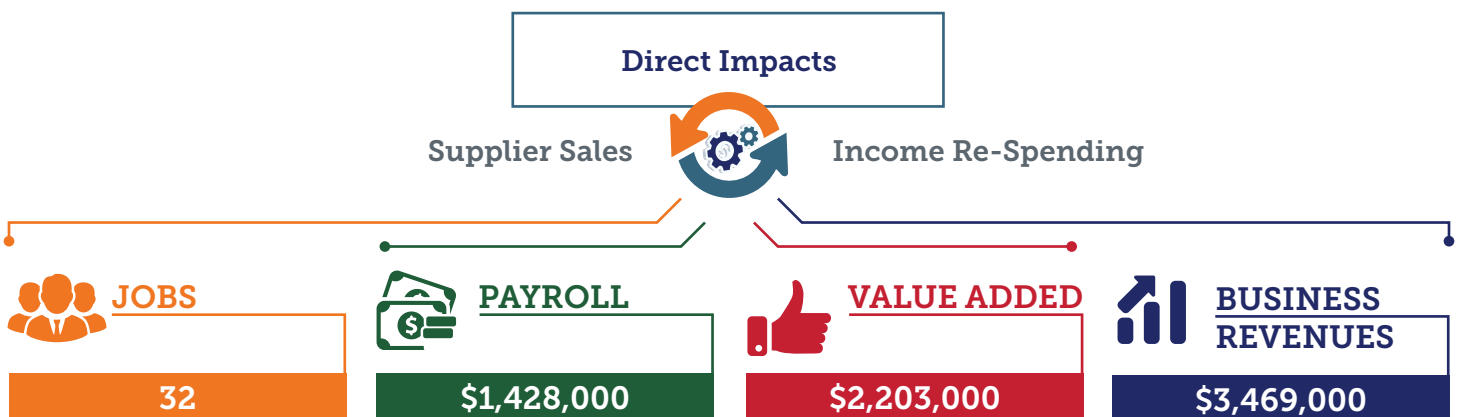 Direct Impacts
Supplier Sales
Income Re-Spending
JOBS
32
PAYROLL
$
$1,428,000
VALUE ADDED
$2,203,000
BUSINESS
REVENUES
$3,469,000